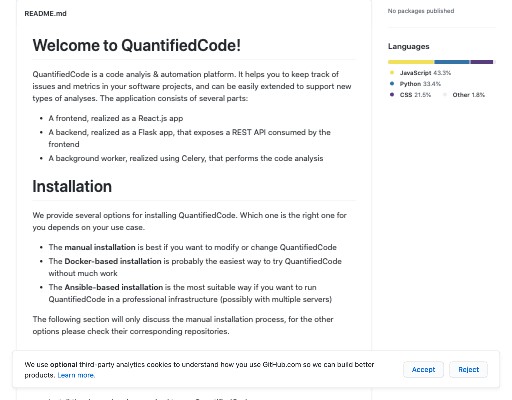 README.md
Welcome to QuantifiedCode!
QuantifiedCode is a code analyis & automation platform. It helps you to keep track of
issues and metrics in your software projects, and can be easily extended to support new
types of analyses. The application consists of several parts:
• A frontend, realized as a React.js app
• A backend, realized as a Flask app, that exposes a REST API consumed by the
frontend
• A background worker, realized using Celery, that performs the code analysis
Installation
We provide several options for installing QuantifiedCode. Which one is the right one for
you depends on your use case.
• The manual installation is best if you want to modify or change QuantifiedCode
• The Docker-based installation is probably the easiest way to try QuantifiedCode
without much work
• The Ansible-based installation is the most suitable way if you want to run
QuantifiedCode in a professional infrastructure (possibly with multiple servers)
The following section will only discuss the manual installation process, for the other
options please check their corresponding repositories.
No packages published
Languages
JavaScript 43.3%
Python 33.4%
CSS 21.5% Other 1.8%
We use optional third-party analytics cookies to understand how you use GitHub.com so we can build better
products. Learn more.
Accept Reject